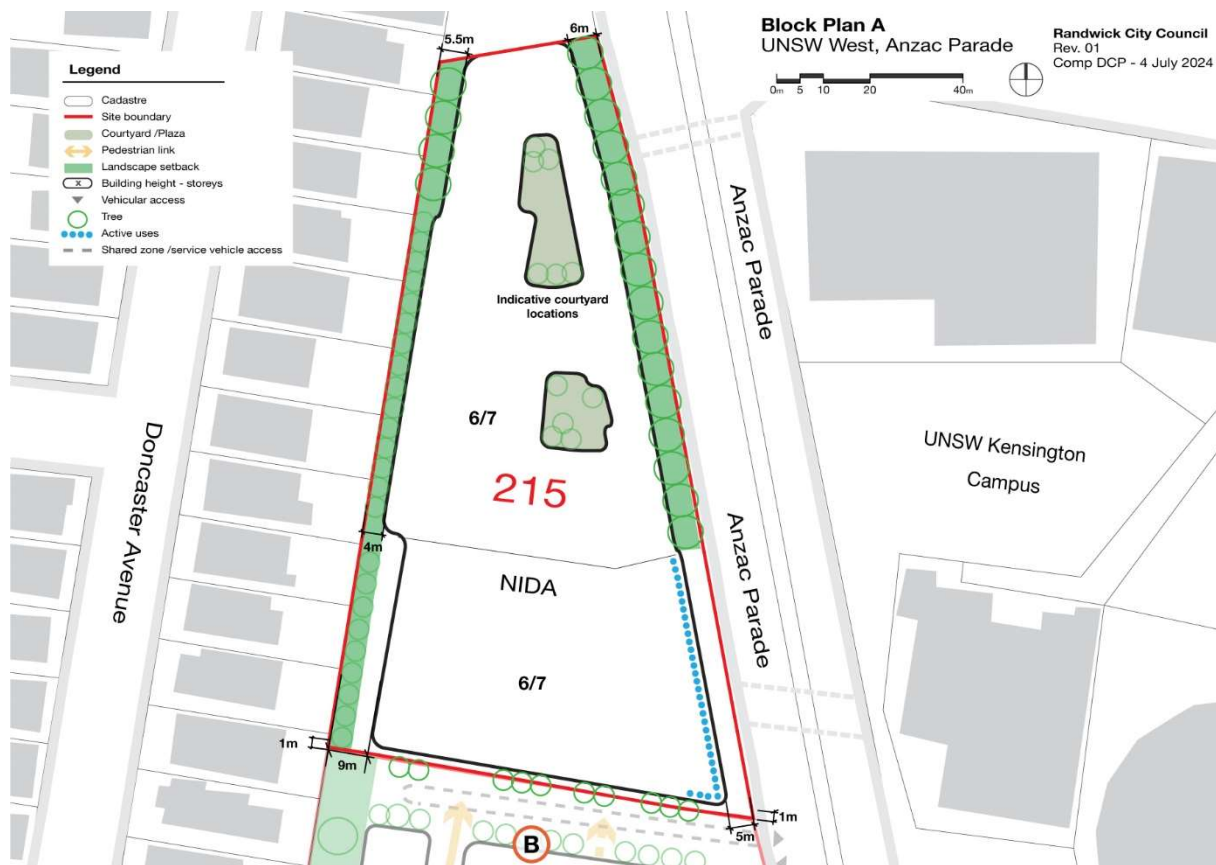 Block Plan A
UNSW West, Anzac Parade
Randwick City Council
Rev. 01
Comp DCP - 4 July 2024
0m 5 10 20 40m
Legend
Cadastre
Site boundary
Courtyard /Plaza
Pedestrian link
Landscape setback
x Building height - storeys
Vehicular access
Tree
Active uses
Shared zone /service vehicle access
5.5m
6m
Indicative courtyard
locations
Anzac Parade
UNSW Kensington
Campus
Doncaster Avenue
6/7
215
4m
NIDA
Anzac Parade
Anzac Parade
6/7
1m
9m
1m
5m
B